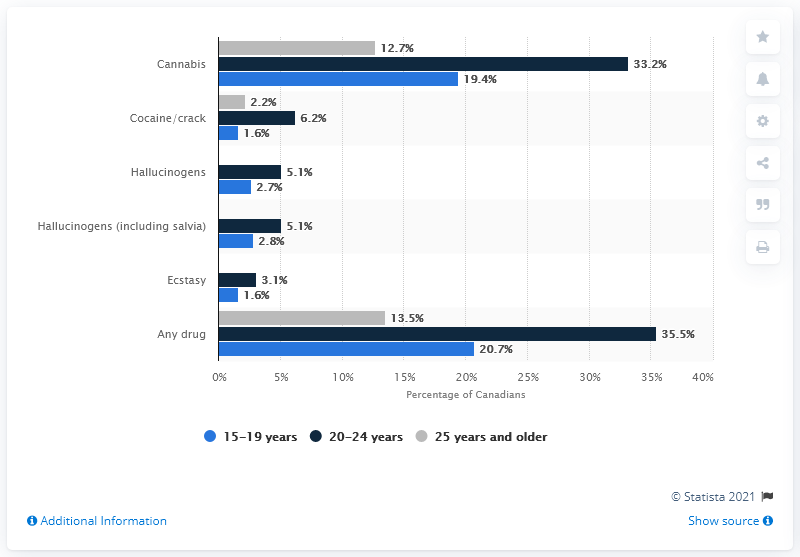 12.7%
Cannabis 33.2%
19.4%
2.2%
Cocaine/crack 6.2%
1.6%
Hallucinogens 5.1%
2.7%
Hallucinogens (including salvia) 5.1%
2.8%
Ecstasy 3.1%
1.6%
13.5%
Any drug 35.5%
20.7%
0% 5% 10% 15% 20% 25% 30% 35% 40%
Percentage of Canadians
15-19 years 20-24 years 25 years and older
© Statista 2021
Additional Information Show source